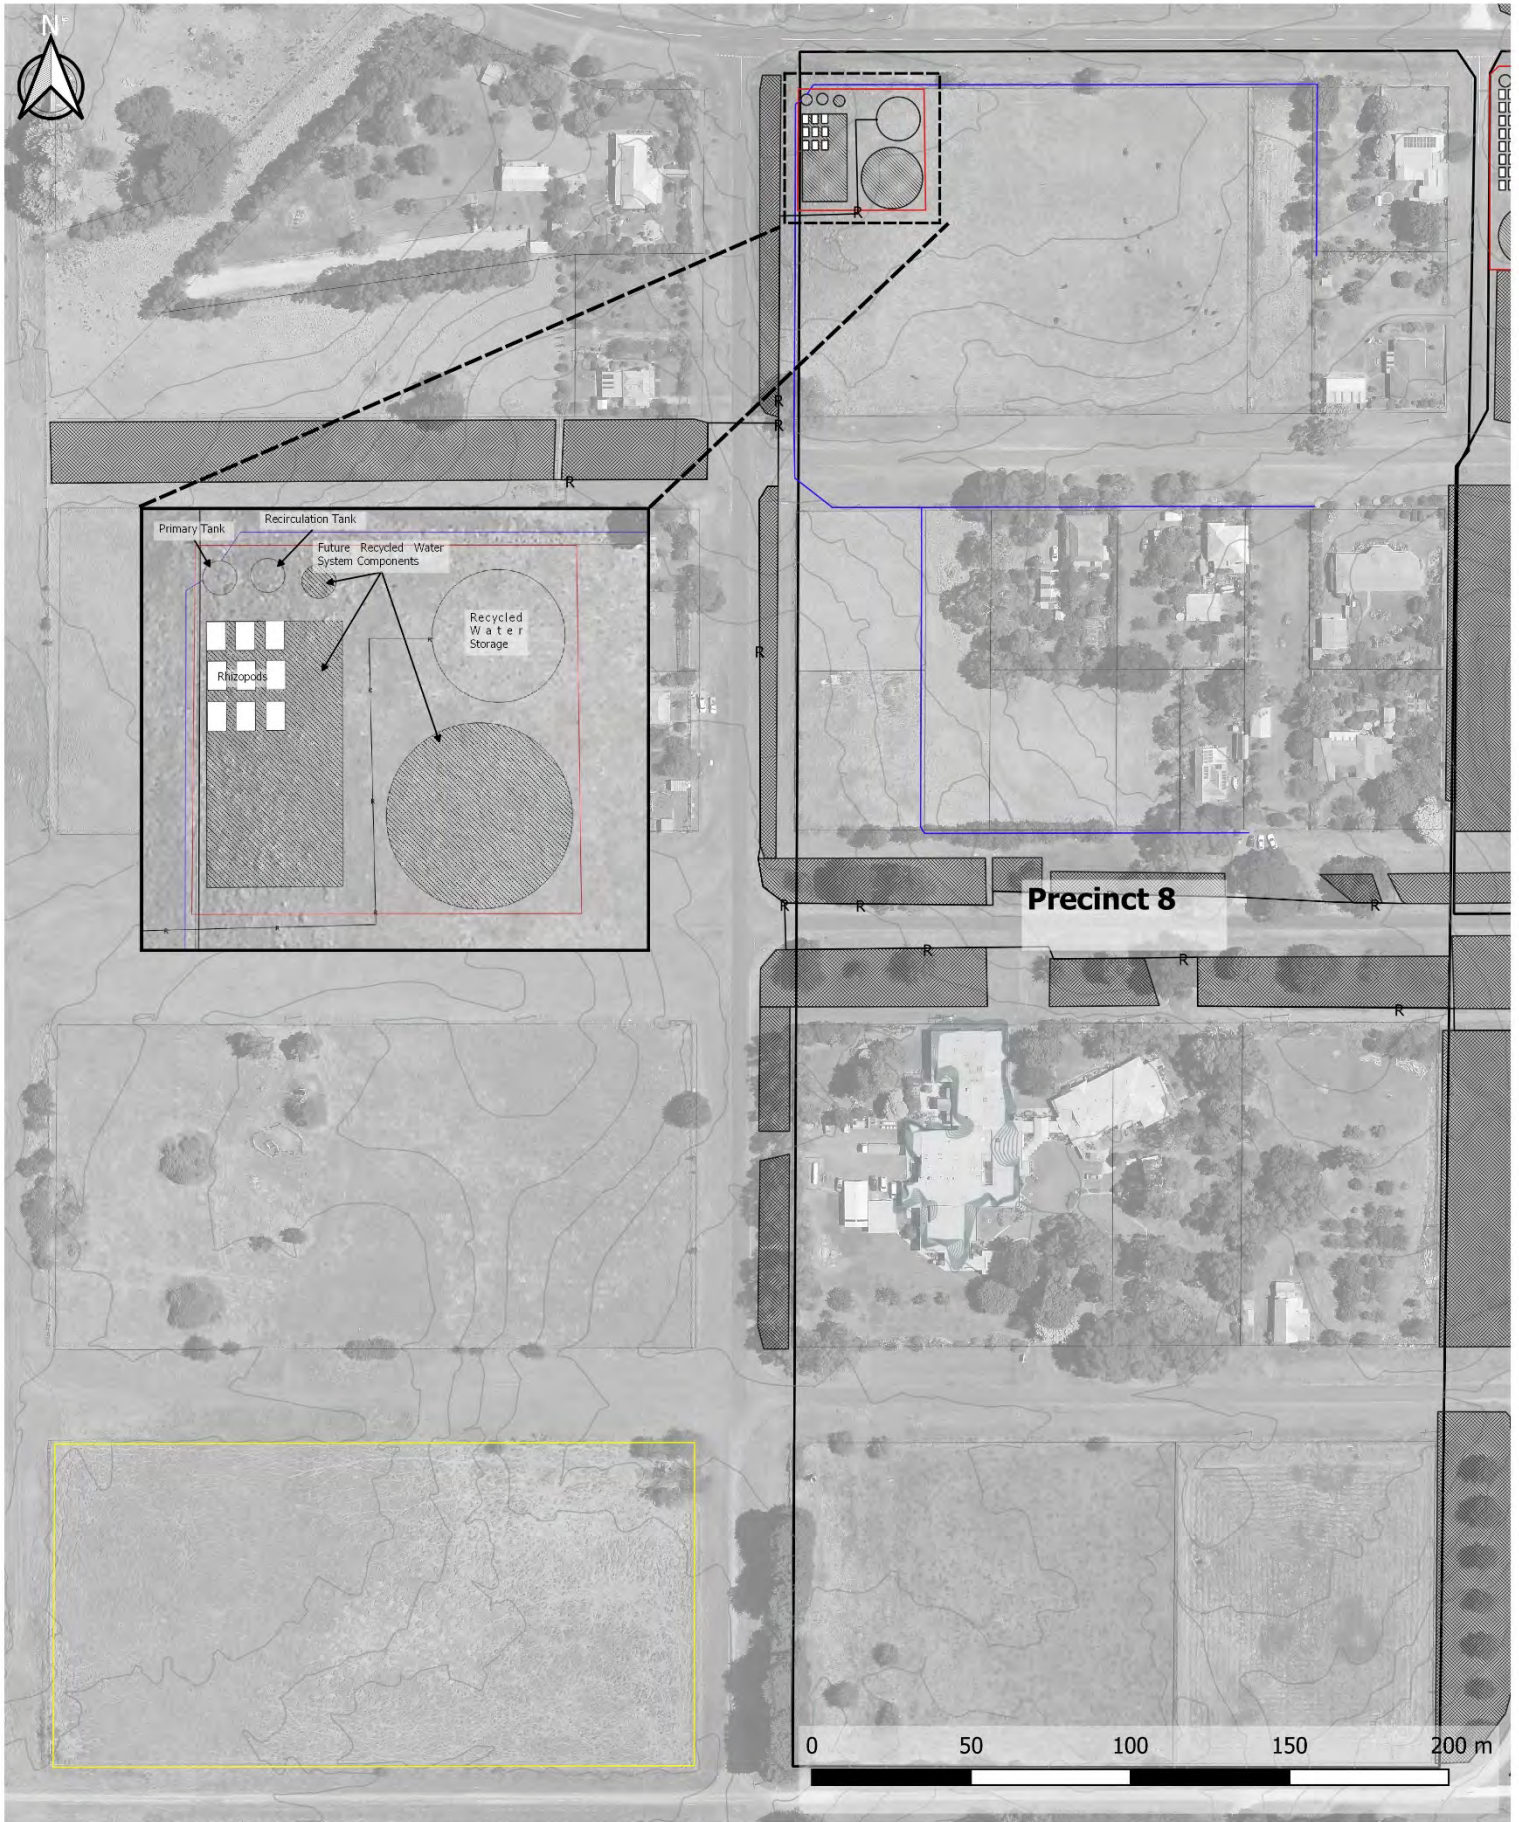 N
R
R
R
R
Primary Tank
Recirculation Tank
Future Recycled Water
System Components
Recycled
Water
Storage
Rhizopods
R
R
R
R
R
R
R
R
R
R
Precinct 8
R
R
R
0 50 100 150 200 m